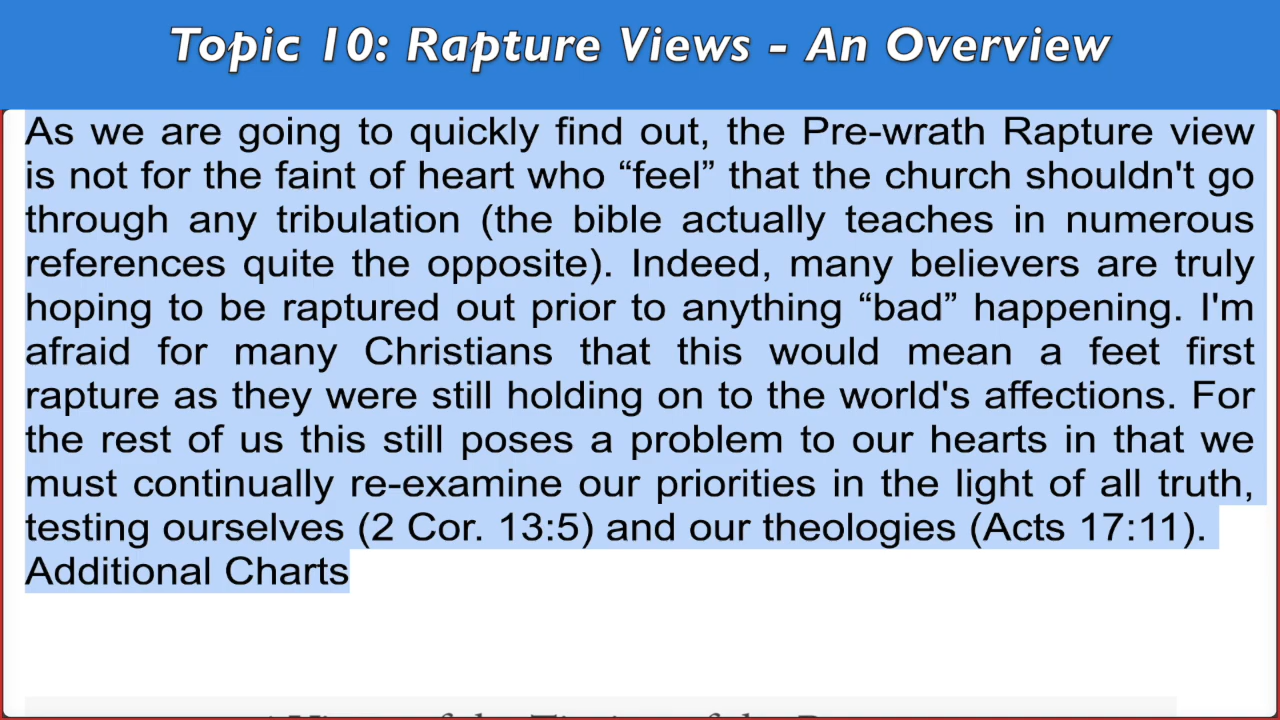 Topic 10: Rapture Views - An Overview
As we are going to quickly find out, the Pre-wrath Rapture view
is not for the faint of heart who “feel” that the church shouldn't go
through any tribulation (the bible actually teaches in numerous
references quite the opposite). Indeed, many believers are truly
hoping to be raptured out prior to anything “bad” happening. I'm
afraid for many Christians that this would mean a feet first
rapture as they were still holding on to the world's affections. For
the rest of us this still poses a problem to our hearts in that we
must continually re-examine our priorities in the light of all truth,
testing ourselves (2 Cor. 13:5) and our theologies (Acts 17:11).
Additional Charts